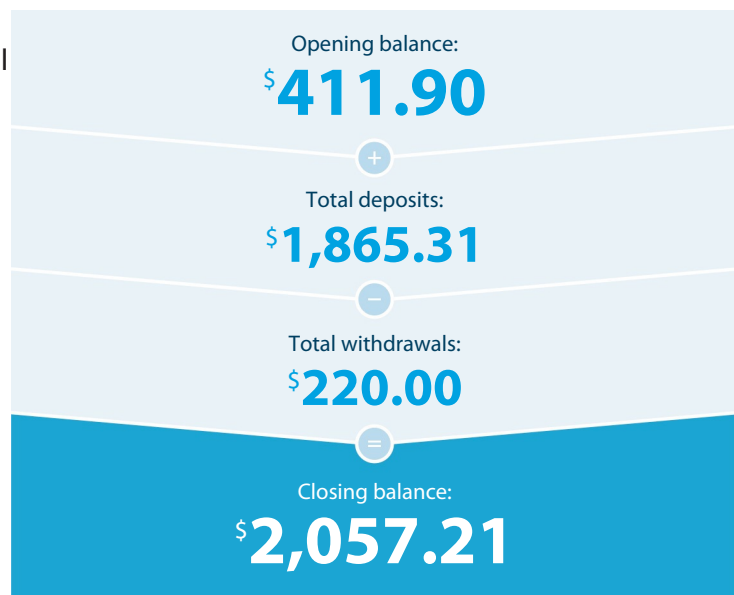 Opening balance:
$411.90
+
Total deposits:
$1,865.31
−
Total withdrawals:
$220.00
=
Closing balance:
$2,057.21